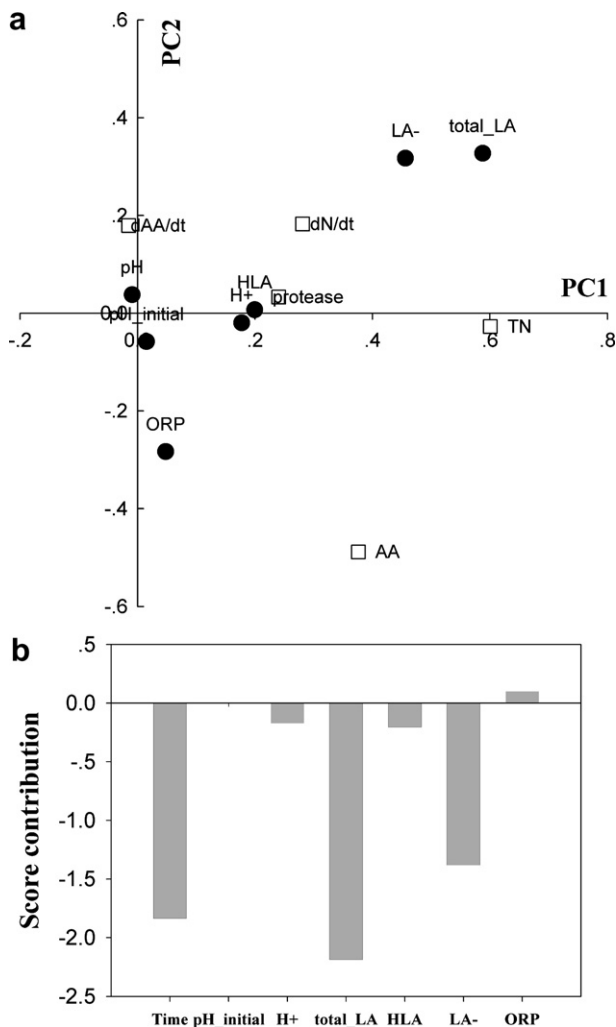 a
PC2
.6
.4
LA-
total_LA
.2
dAA/dt
dN/dt
pH
HLA
PC1
H+
protease
0.0
pH_initial
TN
-.2
0
.2
.4
.6
.8
-.2
ORP
-.4
AA
-.6
b
.5
0.0
-.5
-1.0
-1.5
-2.0
-2.5
Score contribution
Time pH_initial H+ total_LA HLA LA- ORP